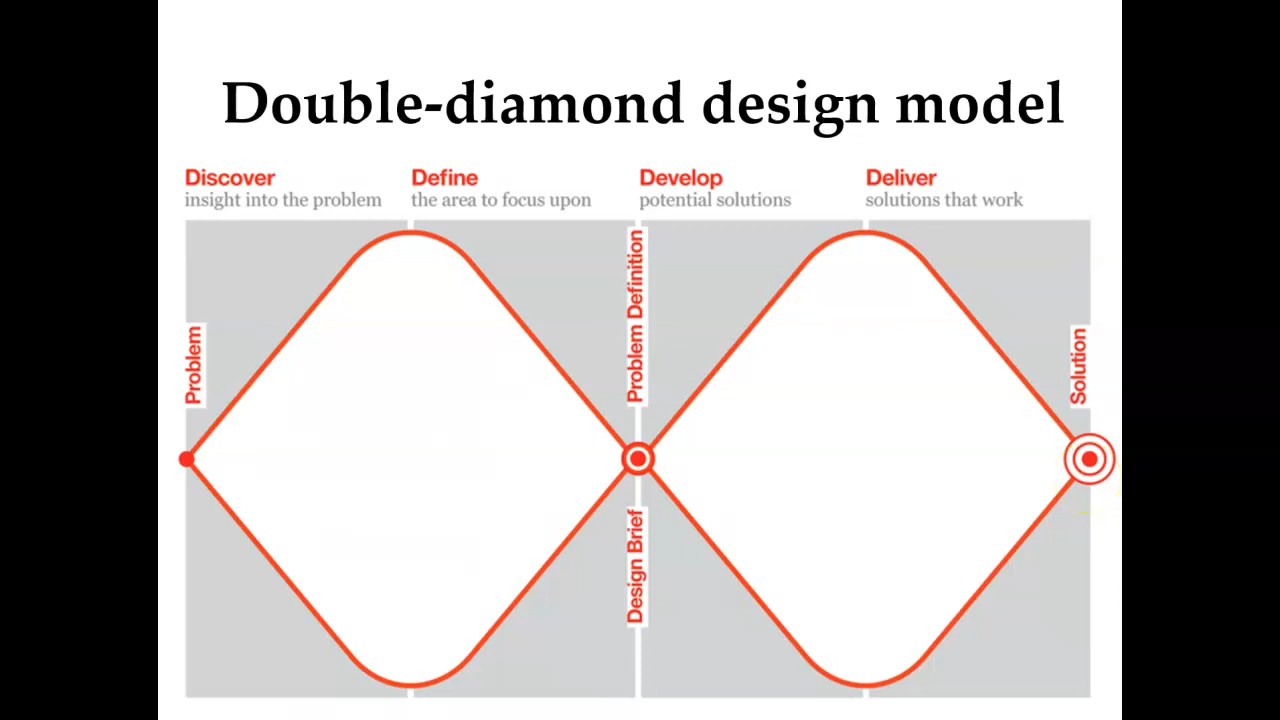 Double-diamond design model
Discover
insight into the problem
Define
the area to focus upon
Develop
potential solutions
Deliver
solutions that work
Problem
Problem Definition
Design Brief
Solution